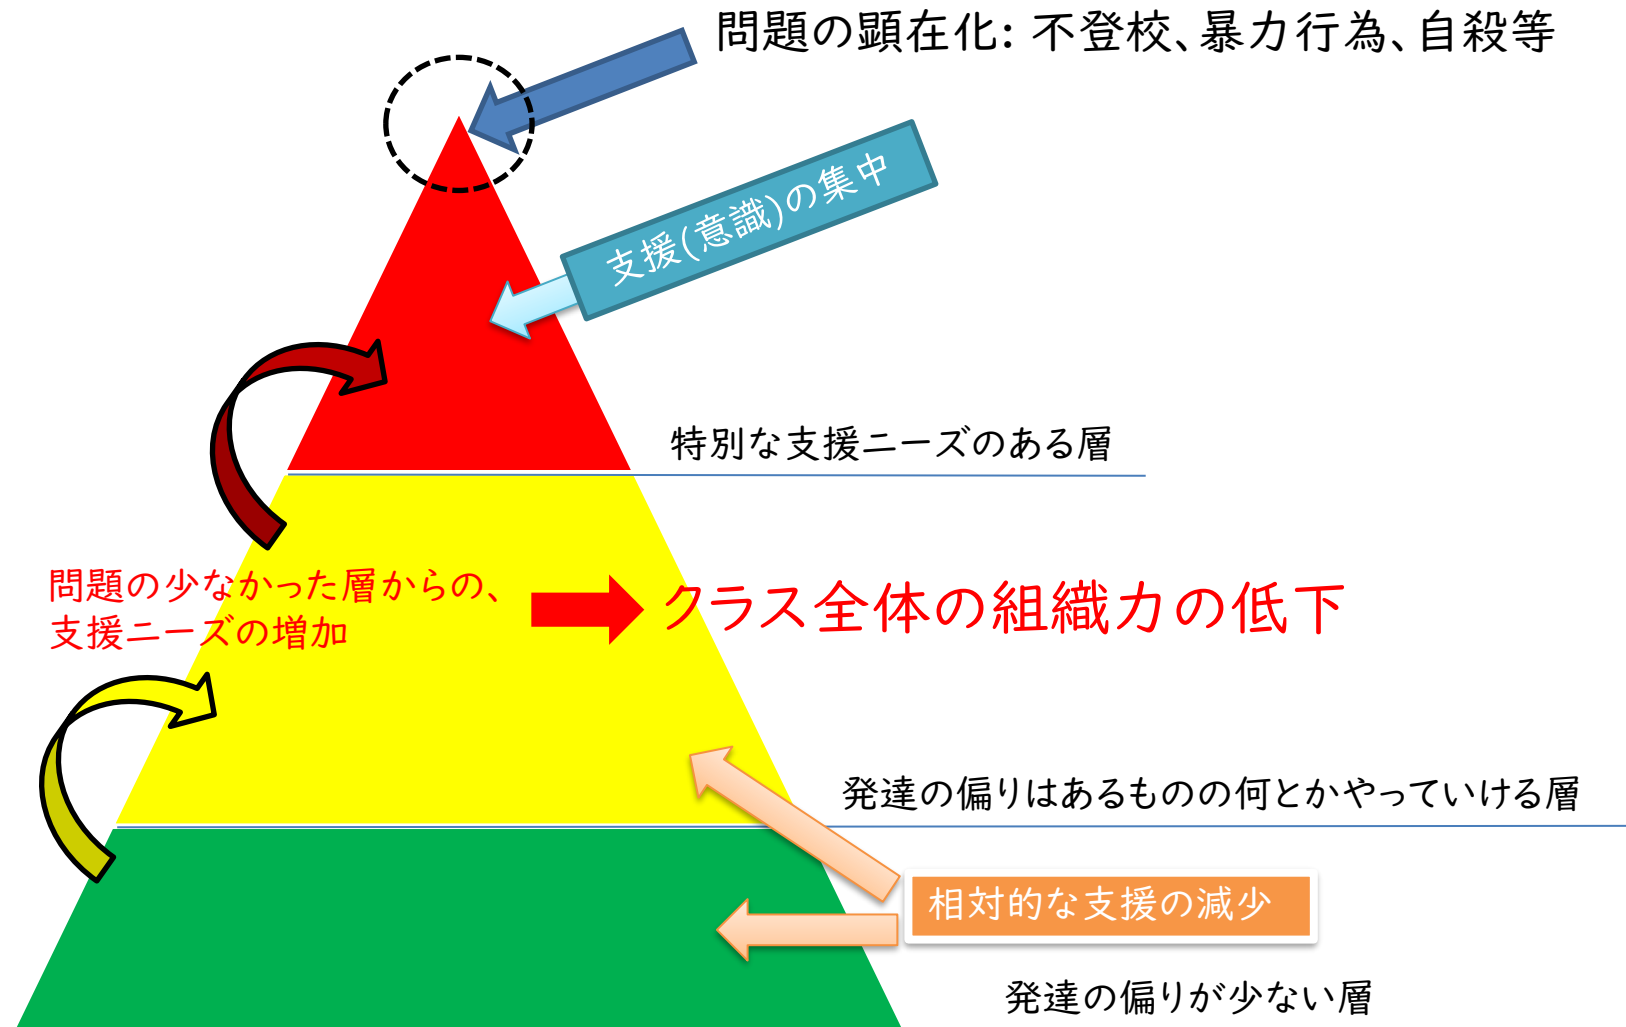 問題の顕在化: 不登校、暴力行為、自殺等
支援(意識)の集中
特別な支援ニーズのある層
問題の少なかった層からの、
支援ニーズの増加
クラス全体の組織力の低下
発達の偏りはあるものの何とかやっていける層
相対的な支援の減少
発達の偏りが少ない層